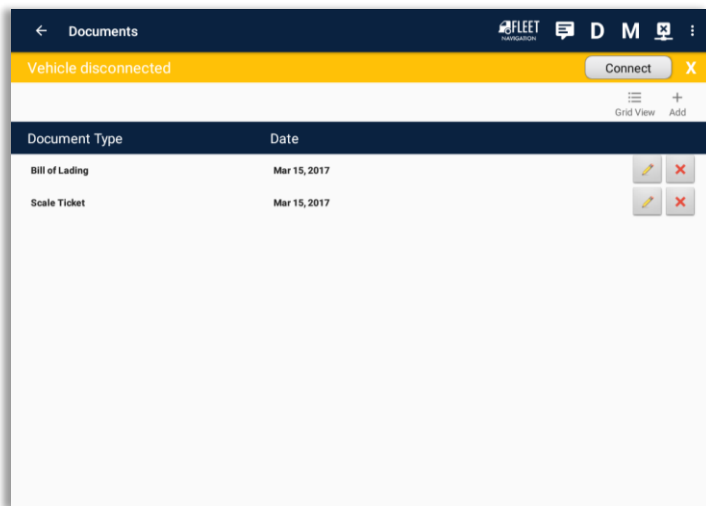 Documents
FLEET
NAVIGATION
D M
Vehicle disconnected Connect X
Grid View Add
Document Type Date
Bill of Lading Mar 15, 2017
Scale Ticket Mar 15, 2017